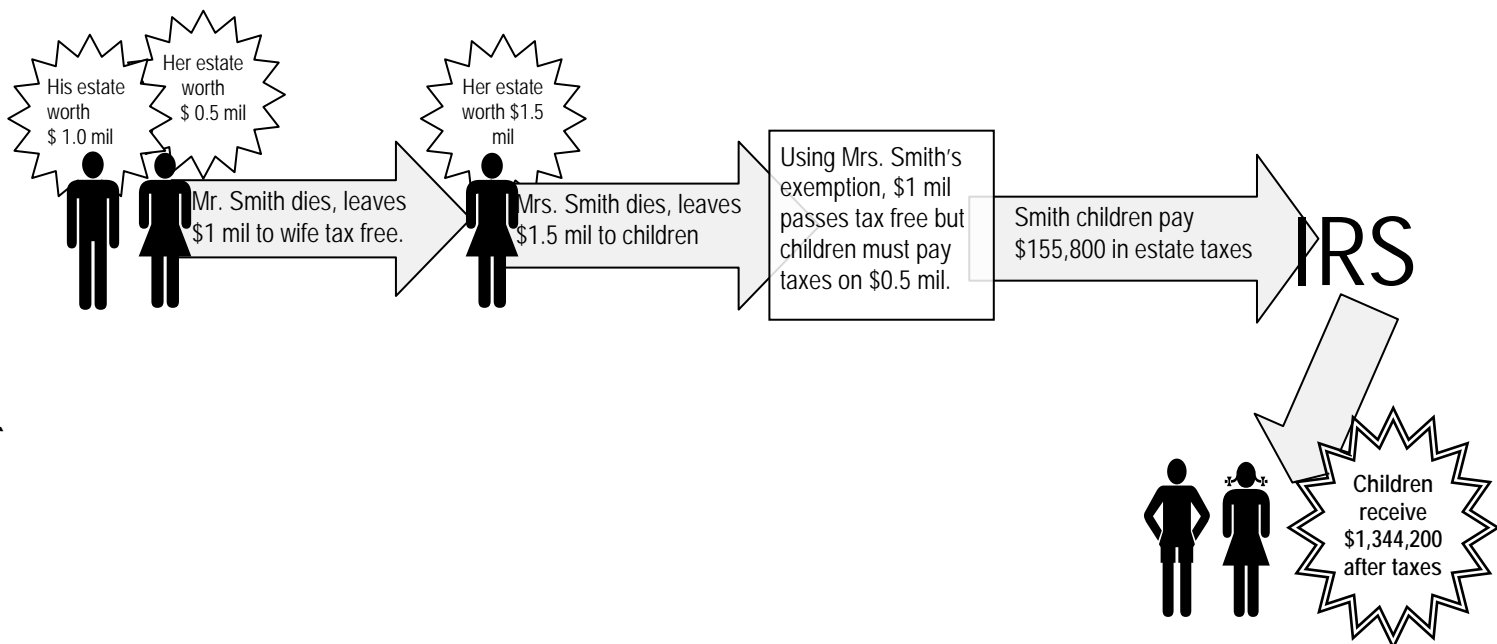 His estate
worth
$ 1.0 mil
Her estate
worth
$ 0.5 mil
Mr. Smith dies, leaves
$1 mil to wife tax free.
Her estate
worth $1.5
mil
Mrs. Smith dies, leaves
$1.5 mil to children
Using Mrs. Smith's
exemption, $1 mil
passes tax free but
children must pay
taxes on $0.5 mil.
Smith children pay
$155,800 in estate taxes
IRS
Children
receive
$1,344,200
after taxes